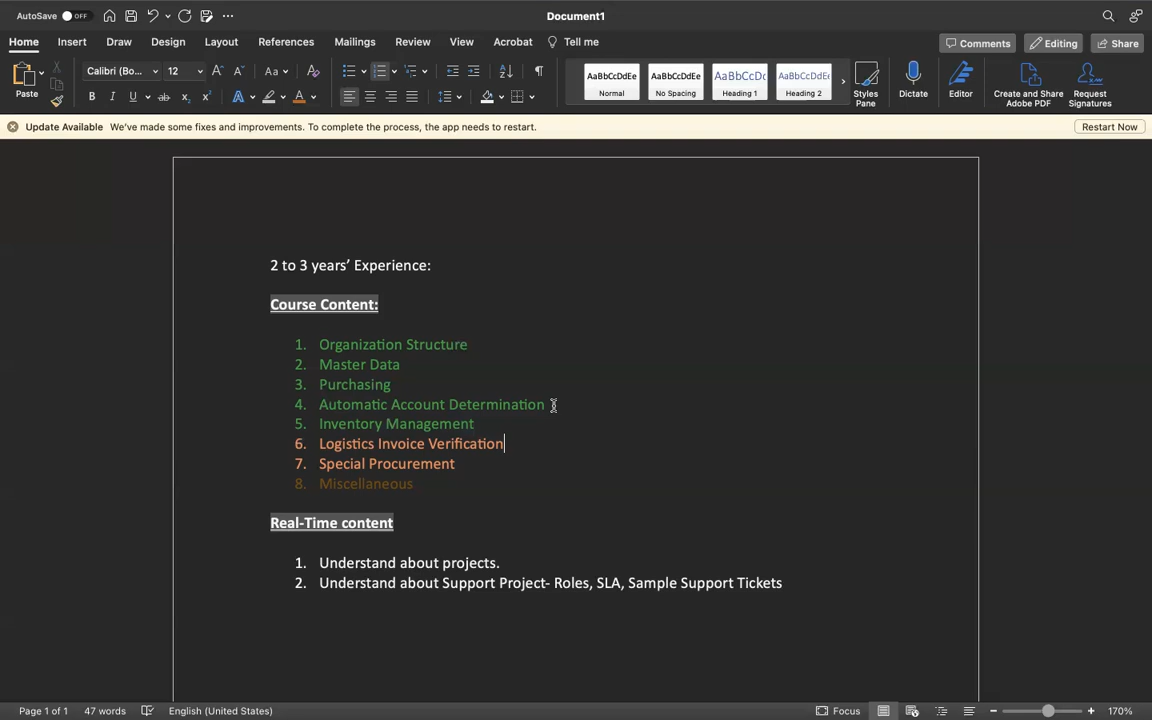 AutoSave OFF Document1
Home Insert Draw Design Layout References Mailings Review View Acrobat Tell me Comments Editing Share
Paste Calibri (Bo... 12 Aa AaBbCcDdEe Normal AaBbCcDdEe No Spacing AaBbCcDc Heading 1 AaBbCcDdEe Heading 2 Styles Pane Dictate Editor Create and Share Adobe PDF Request Signatures
Update Available We've made some fixes and improvements. To complete the process, the app needs to restart. Restart Now
2 to 3 years’ Experience:
Course Content:
1. Organization Structure
2. Master Data
3. Purchasing
4. Automatic Account Determination
5. Inventory Management
6. Logistics Invoice Verification
7. Special Procurement
8. Miscellaneous
Real-Time content
1. Understand about projects.
2. Understand about Support Project- Roles, SLA, Sample Support Tickets
Page 1 of 1 47 words English (United States) Focus 170%